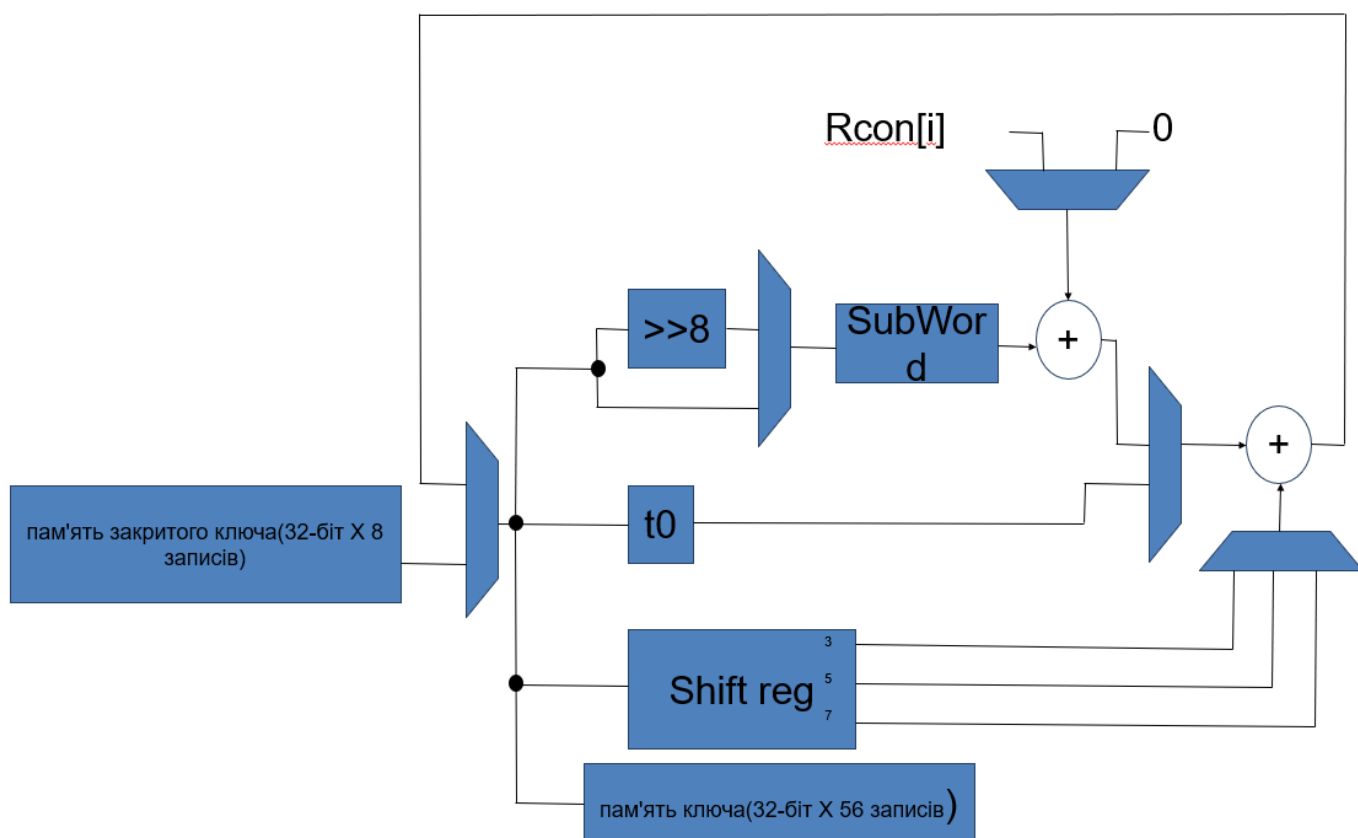 Rcon[i]
0
>>8
SubWor
d
+
+
пам'ять закритого ключа(32-біт X 8
записів)
t0
Shift reg
3
5
7
пам'ять ключа(32-біт X 56 записів)